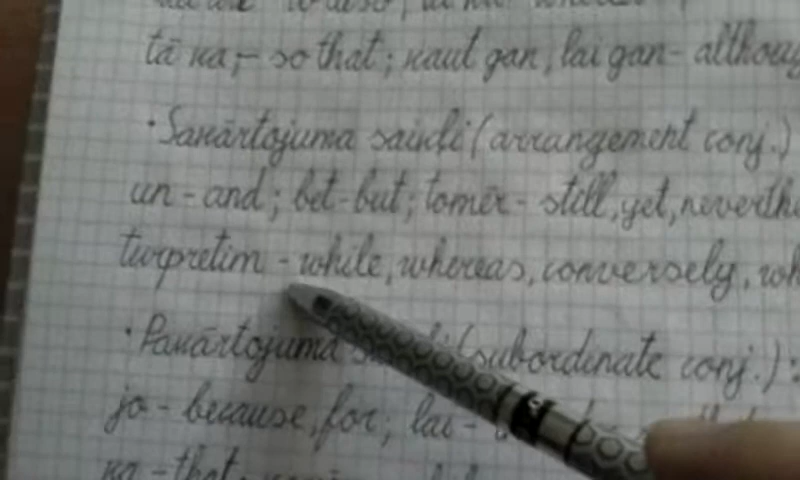 tā ka, - so that; kaut gan, lai gan - although
• Sakārtojuma saikļi (arrangement conj.)
un - and; bet - but; tomēr - still, yet, neverthe
turpretim - while, whereas, conversely, wh
• Pakārtojuma (subordinate conj.):
jo - because, for; lai -
ka - that,